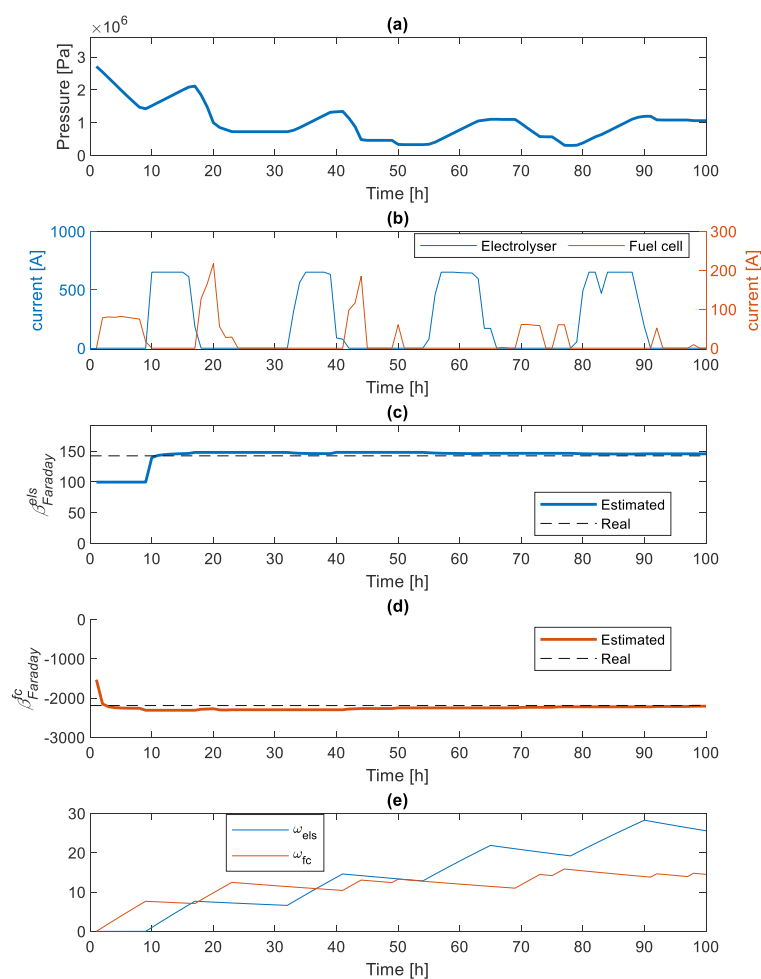 (a)
×10⁶
3
2
1
0
Pressure [Pa]
0 10 20 30 40 50 60 70 80 90 100
Time [h]
(b)
1000
500
0
current [A]
Electrolyser Fuel cell
300
200
100
0
current [A]
0 10 20 30 40 50 60 70 80 90 100
Time [h]
(c)
150
100
50
0
β^els_Faraday
Estimated
Real
0 10 20 30 40 50 60 70 80 90 100
Time [h]
(d)
0
-1000
-2000
-3000
β^fc_Faraday
Estimated
Real
0 10 20 30 40 50 60 70 80 90 100
Time [h]
(e)
30
20
10
0
ω_els
ω_fc
0 10 20 30 40 50 60 70 80 90 100
Time [h]